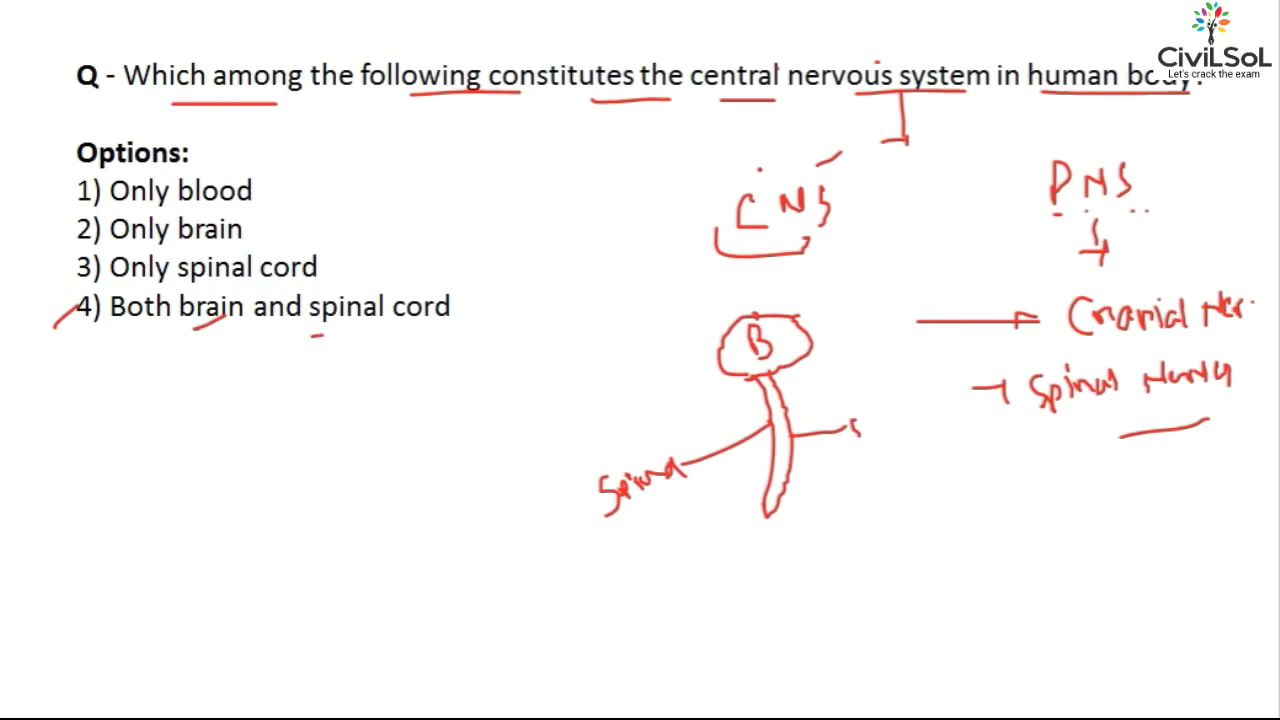 Q - Which among the following constitutes the central nervous system in human body?
CiViLSoL
Let's crack the exam
Options:
1) Only blood
2) Only brain
3) Only spinal cord
4) Both brain and spinal cord
CNS
PNS
B
Cranial Ner
Spinal
Spinal
S